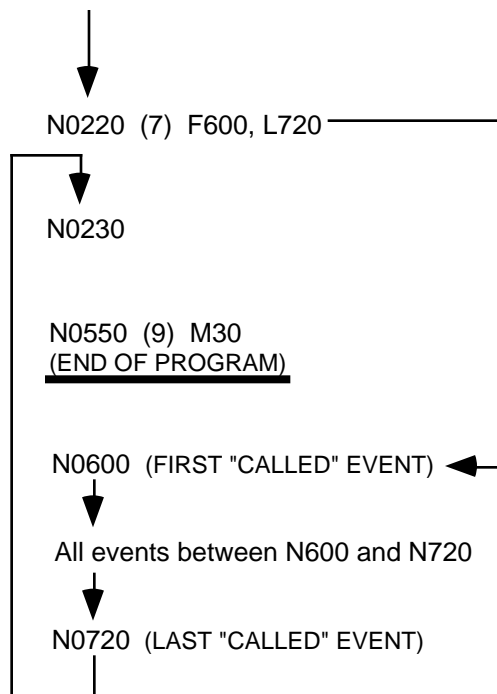 N0220 (7) F600, L720
N0230
N0550 (9) M30
(END OF PROGRAM)
N0600 (FIRST "CALLED" EVENT)
All events between N600 and N720
N0720 (LAST "CALLED" EVENT)